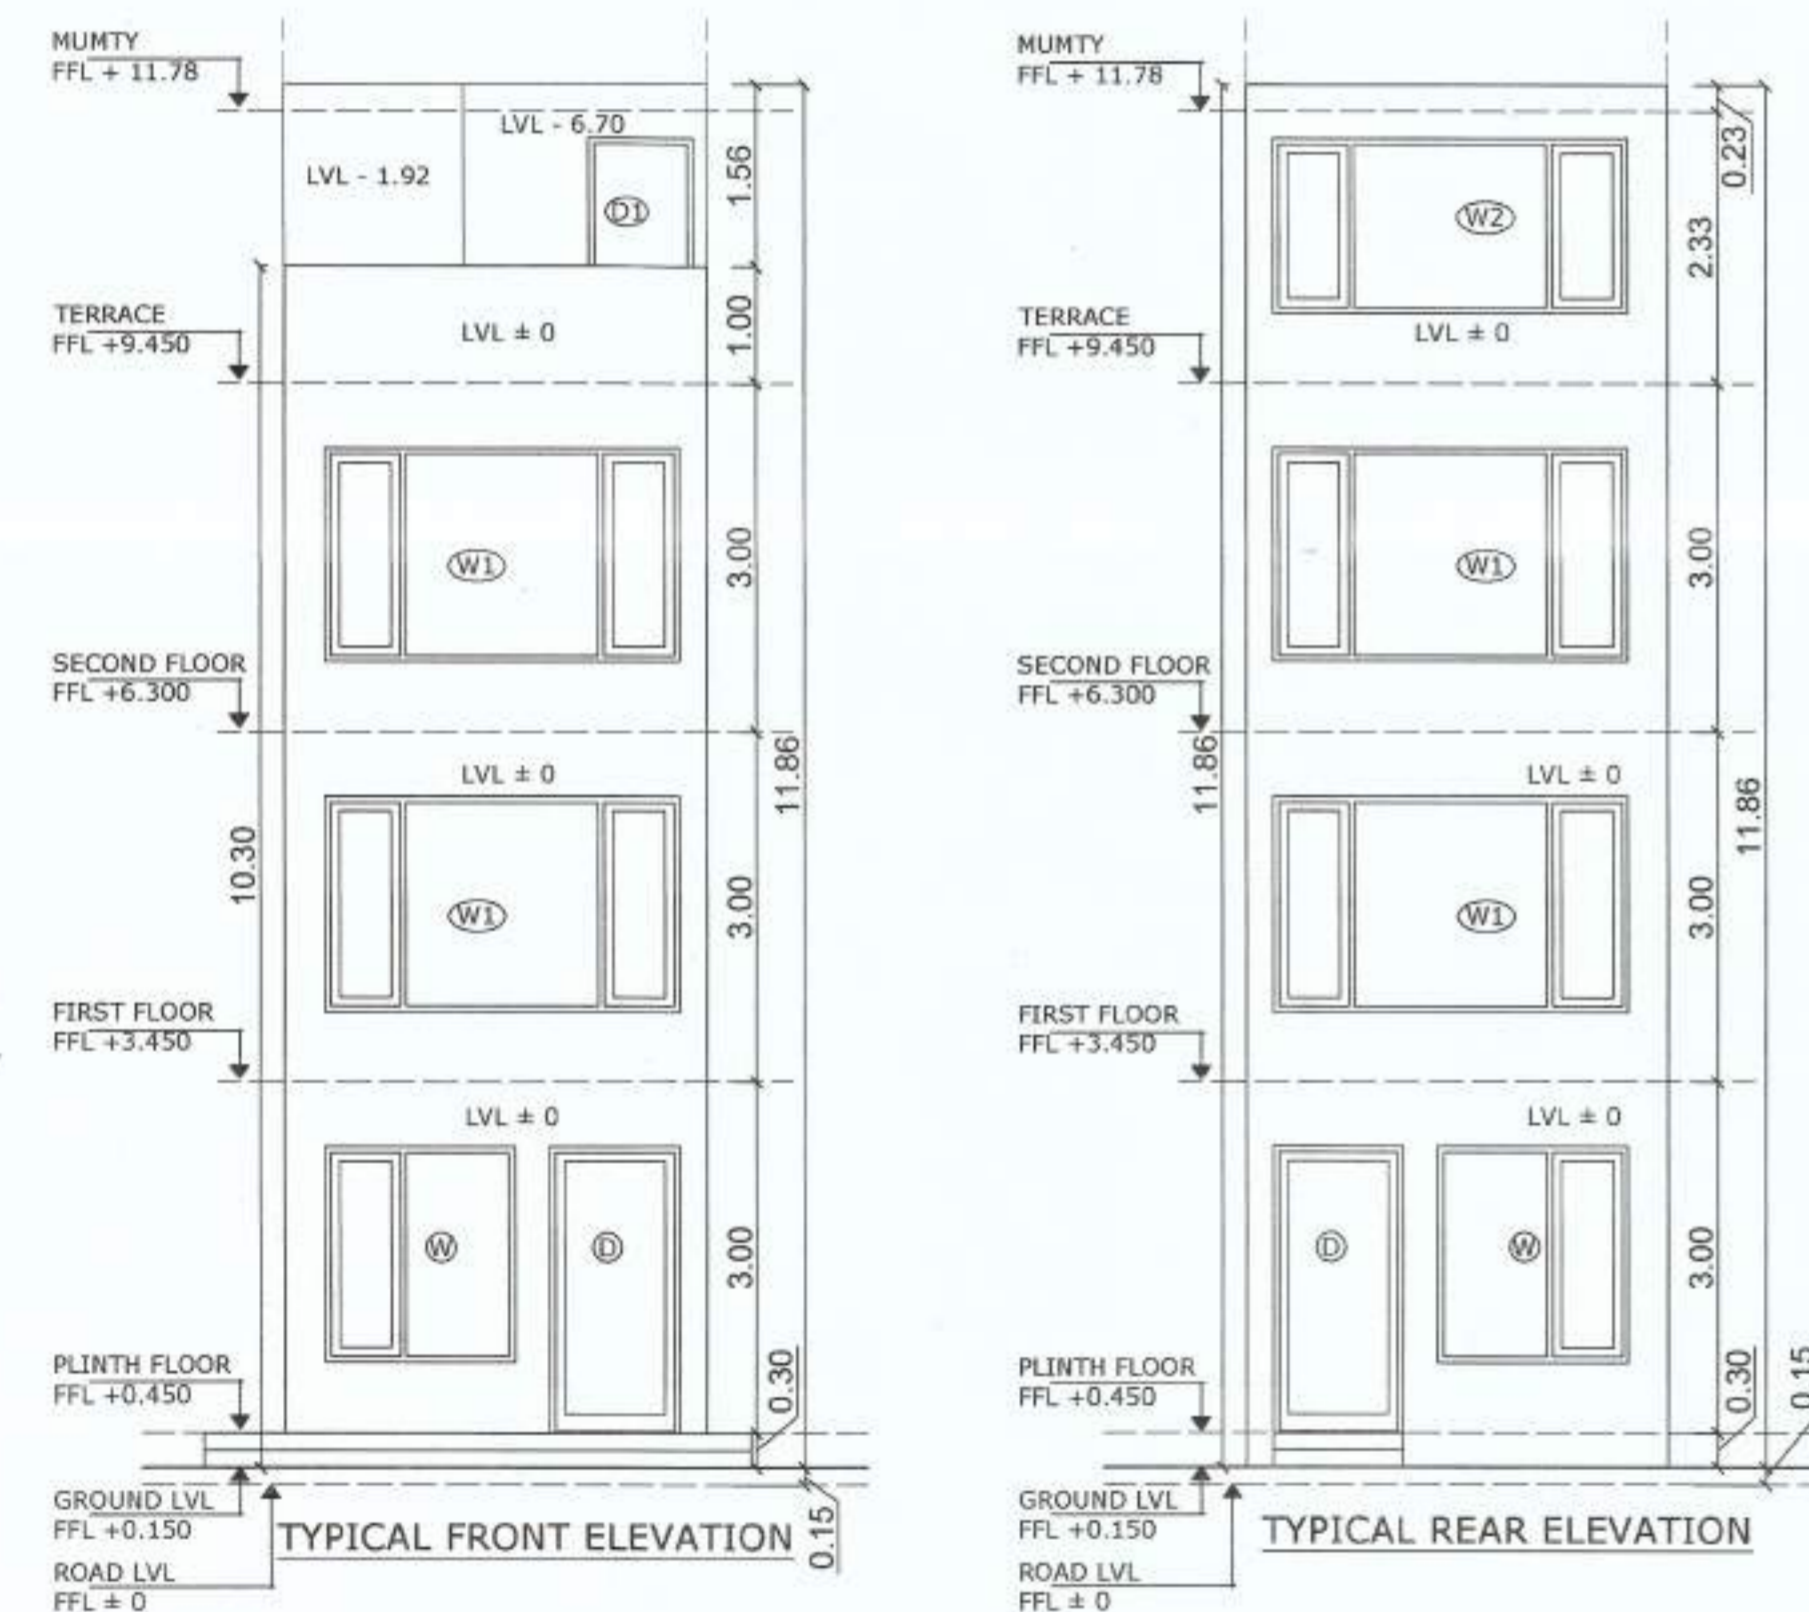 MUMTY
FFL + 11.78
LVL - 6.70
LVL - 1.92
D1
1.56
TERRACE
FFL +9.450
LVL ± 0
1.00
W1
3.00
SECOND FLOOR
FFL +6.300
LVL ± 0
11.86
10.30
W1
3.00
FIRST FLOOR
FFL +3.450
LVL ± 0
W
D
3.00
PLINTH FLOOR
FFL +0.450
0.30
GROUND LVL
FFL +0.150
ROAD LVL
FFL ± 0
0.15
TYPICAL FRONT ELEVATION
MUMTY
FFL + 11.78
0.23
W2
2.33
TERRACE
FFL +9.450
LVL ± 0
W1
3.00
SECOND FLOOR
FFL +6.300
11.86
LVL ± 0
11.86
W1
3.00
FIRST FLOOR
FFL +3.450
LVL ± 0
D
W
3.00
PLINTH FLOOR
FFL +0.450
0.30
0.15
GROUND LVL
FFL +0.150
ROAD LVL
FFL ± 0
TYPICAL REAR ELEVATION